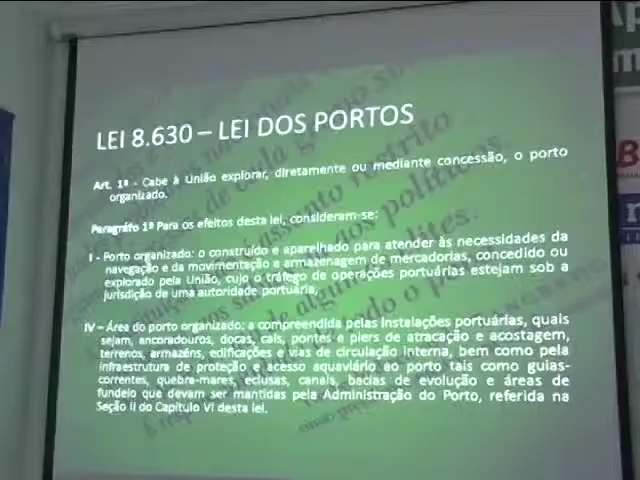 LEI 8.630 – LEI DOS PORTOS
Art. 1º - Cabe à União explorar, diretamente ou mediante concessão, o porto
organizado.
Paragráfo 1º Para os efeitos desta lei, consideram-se:
I - Porto organizado: o construído e aparelhado para atender às necessidades da
navegação e da movimentação e armazenagem de mercadorias, concedido ou
explorado pela União, cujo o tráfego de operações portuárias estejam sob a
jurisdição de uma autoridade portuária,
IV – Área do porto organizado: a compreendida pelas instalações portuárias, quais
sejam, ancoradouros, docas, cais, pontes e piers de atracação e acostagem,
terrenos, armazéns, edificações e vias de circulação interna, bem como pela
infraestrutura de proteção e acesso aquaviário ao porto tais como guias-
correntes, quebra-mares, eclusas, canais, bacias de evolução e áreas de
fundeio que devam ser mantidas pela Administração do Porto, referida na
Seção II do Capitulo VI desta lei.
assunto restrito
aos políticos.